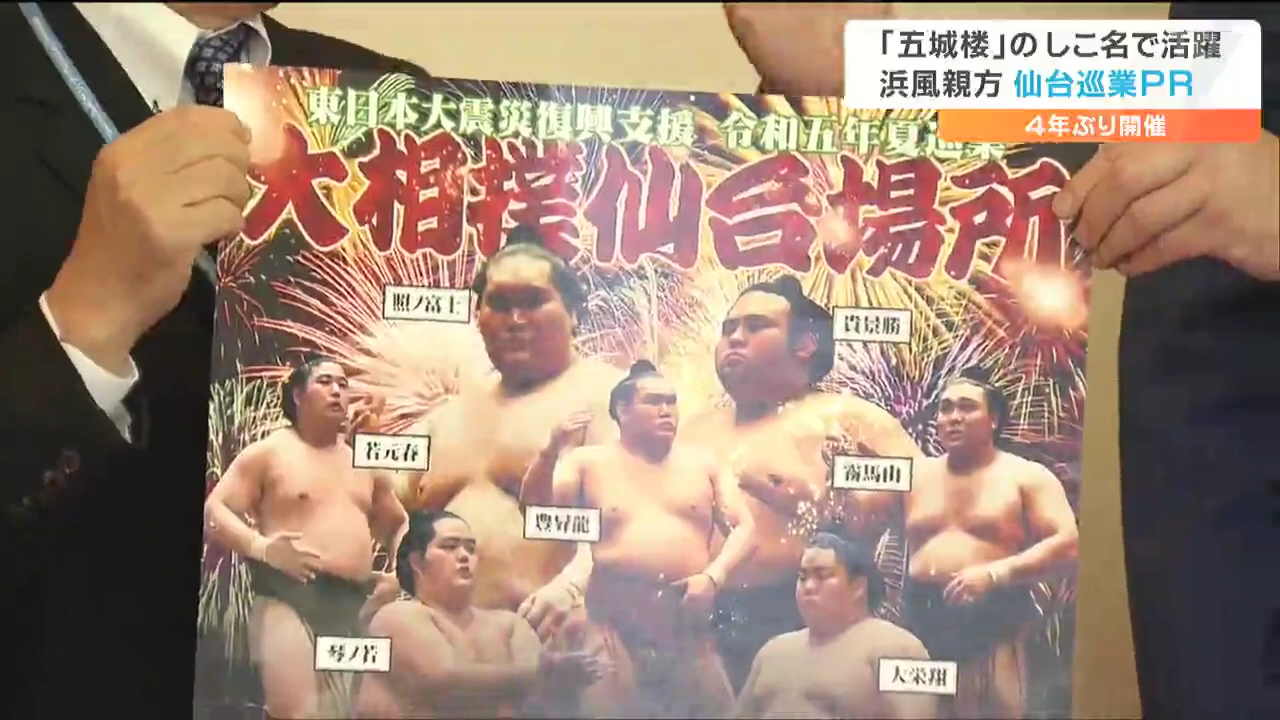 「五城楼」のしこ名で活躍
浜風親方 仙台巡業PR
4年ぶり開催
東日本大震災復興支援 令和五年夏巡業
大相撲仙台場所
照ノ富士
貴景勝
若元春
霧馬山
豊昇龍
琴ノ若
大栄翔